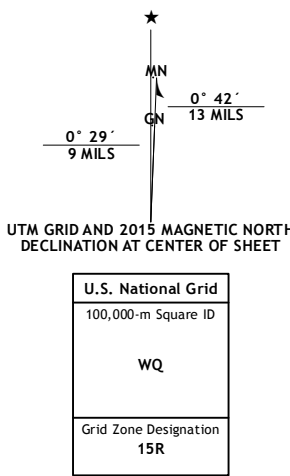 ★
MN
0° 42´
13 MILS
GN
0° 29´
9 MILS
UTM GRID AND 2015 MAGNETIC NORTH
DECLINATION AT CENTER OF SHEET
U.S. National Grid
100,000-m Square ID
WQ
Grid Zone Designation
15R